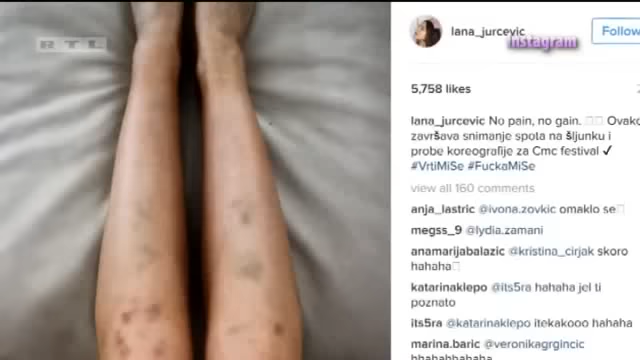 RTL
lana_jurcevic
Instagram
Follow
5,758 likes
lana_jurcevic No pain, no gain. Ovako
završava snimanje spota na šljunku i
probe koreografije za Cmc festival ✓
#VrtiMiSe #FuckaMiSe
view all 160 comments
anja_lastric @ivona.zovkic omaklo se
megss_9 @lydia.zamani
anamarijabalazic @kristina_cirjak skoro
hahaha
katarinaklepo @its5ra hahaha jel ti
poznato
its5ra @katarinaklepo itekakooo hahaha
marina.baric @veronikagrgincic
hhahahhahaha